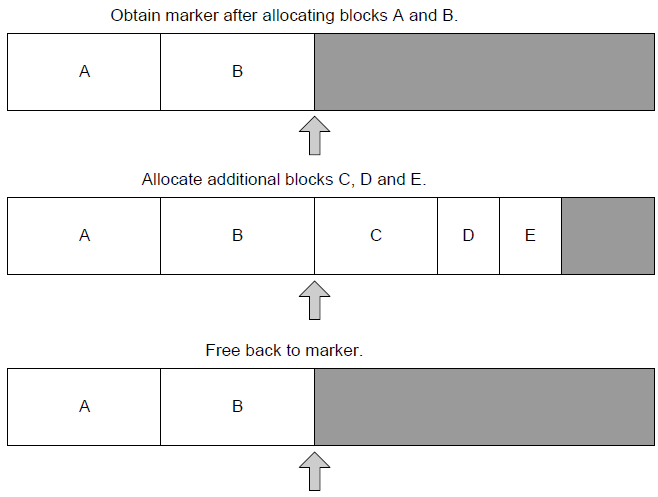 Obtain marker after allocating blocks A and B.
A B
Allocate additional blocks C, D and E.
A B C D E
Free back to marker.
A B